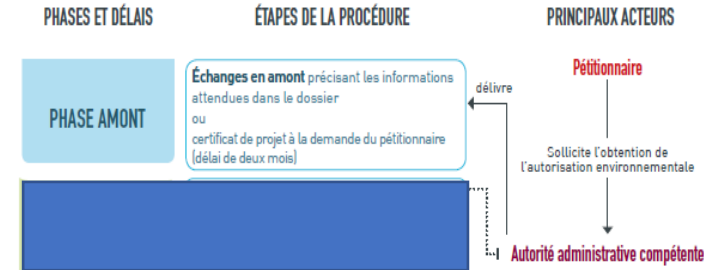 PHASES ET DÉLAIS
ÉTAPES DE LA PROCÉDURE
PRINCIPAUX ACTEURS
PHASE AMONT
Échanges en amont précisant les informations
attendues dans le dossier
ou
certificat de projet à la demande du pétitionnaire
(délai de deux mois)
délivre
Pétitionnaire
Sollicite l'obtention de
l'autorisation environnementale
Autorité administrative compétente